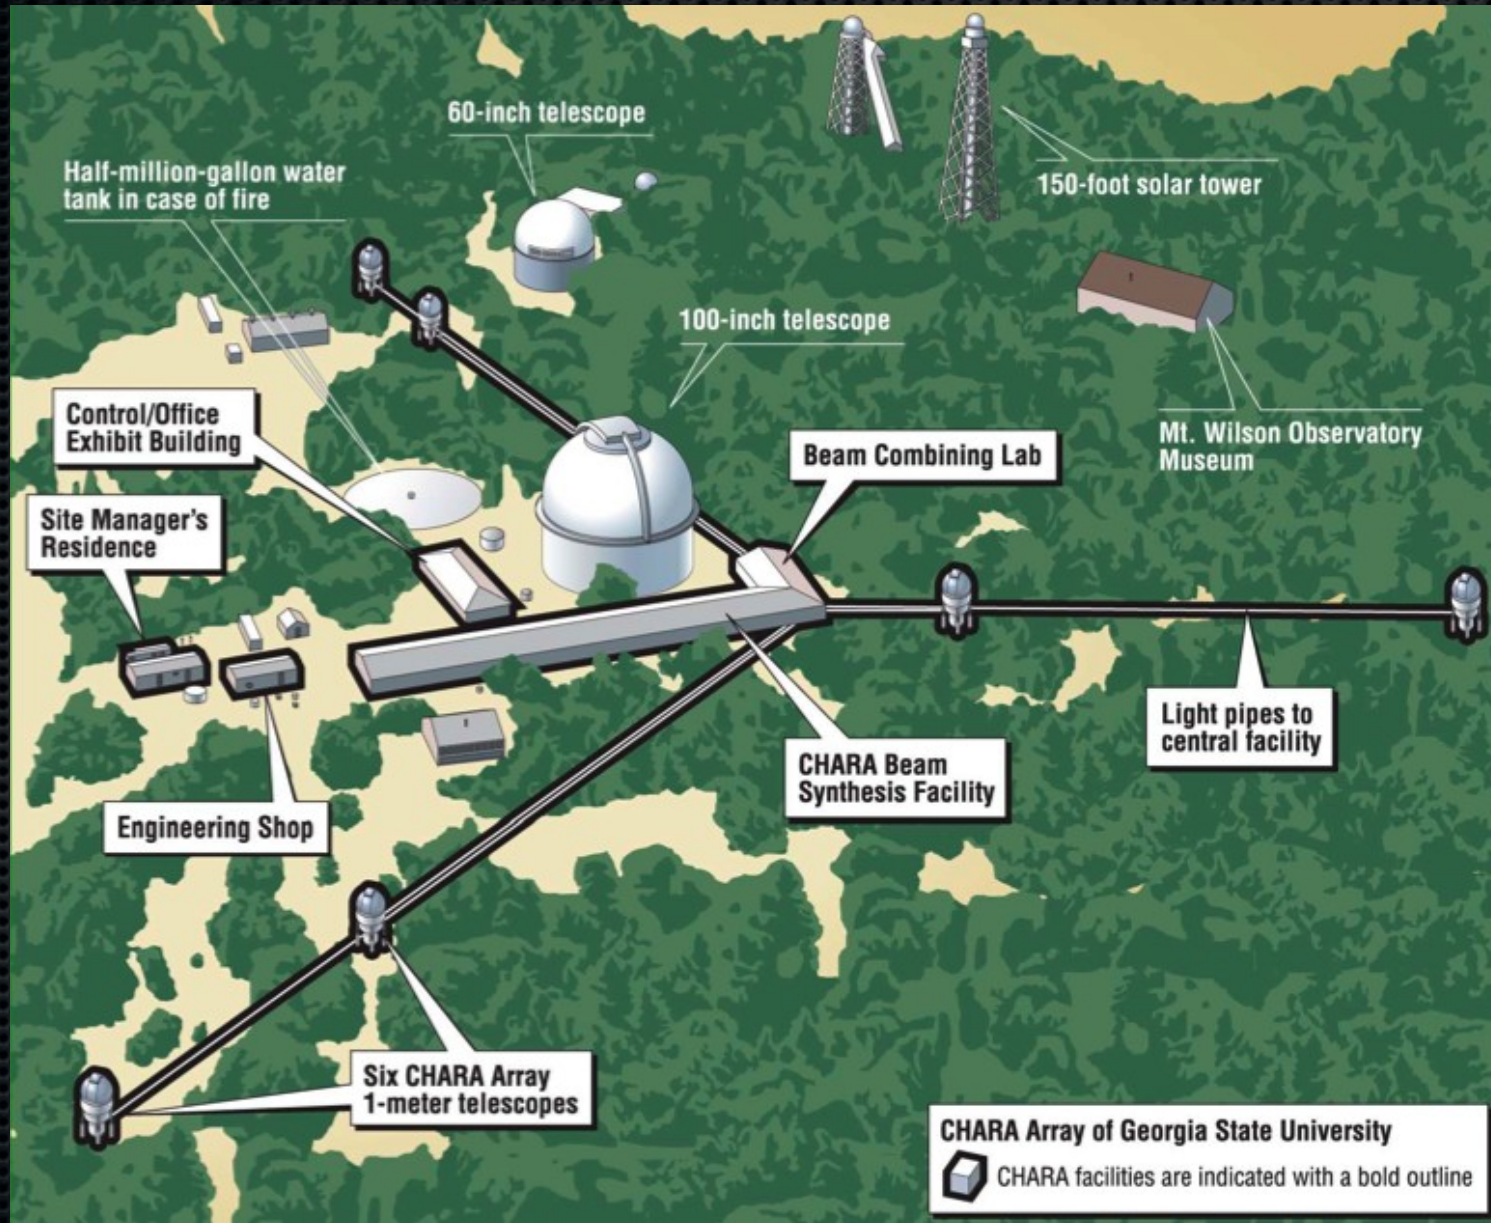 60-inch telescope
Half-million-gallon water
tank in case of fire
150-foot solar tower
100-inch telescope
Control/Office
Exhibit Building
Beam Combining Lab
Mt. Wilson Observatory
Museum
Site Manager's
Residence
Light pipes to
central facility
CHARA Beam
Synthesis Facility
Engineering Shop
Six CHARA Array
1-meter telescopes
CHARA Array of Georgia State University
CHARA facilities are indicated with a bold outline